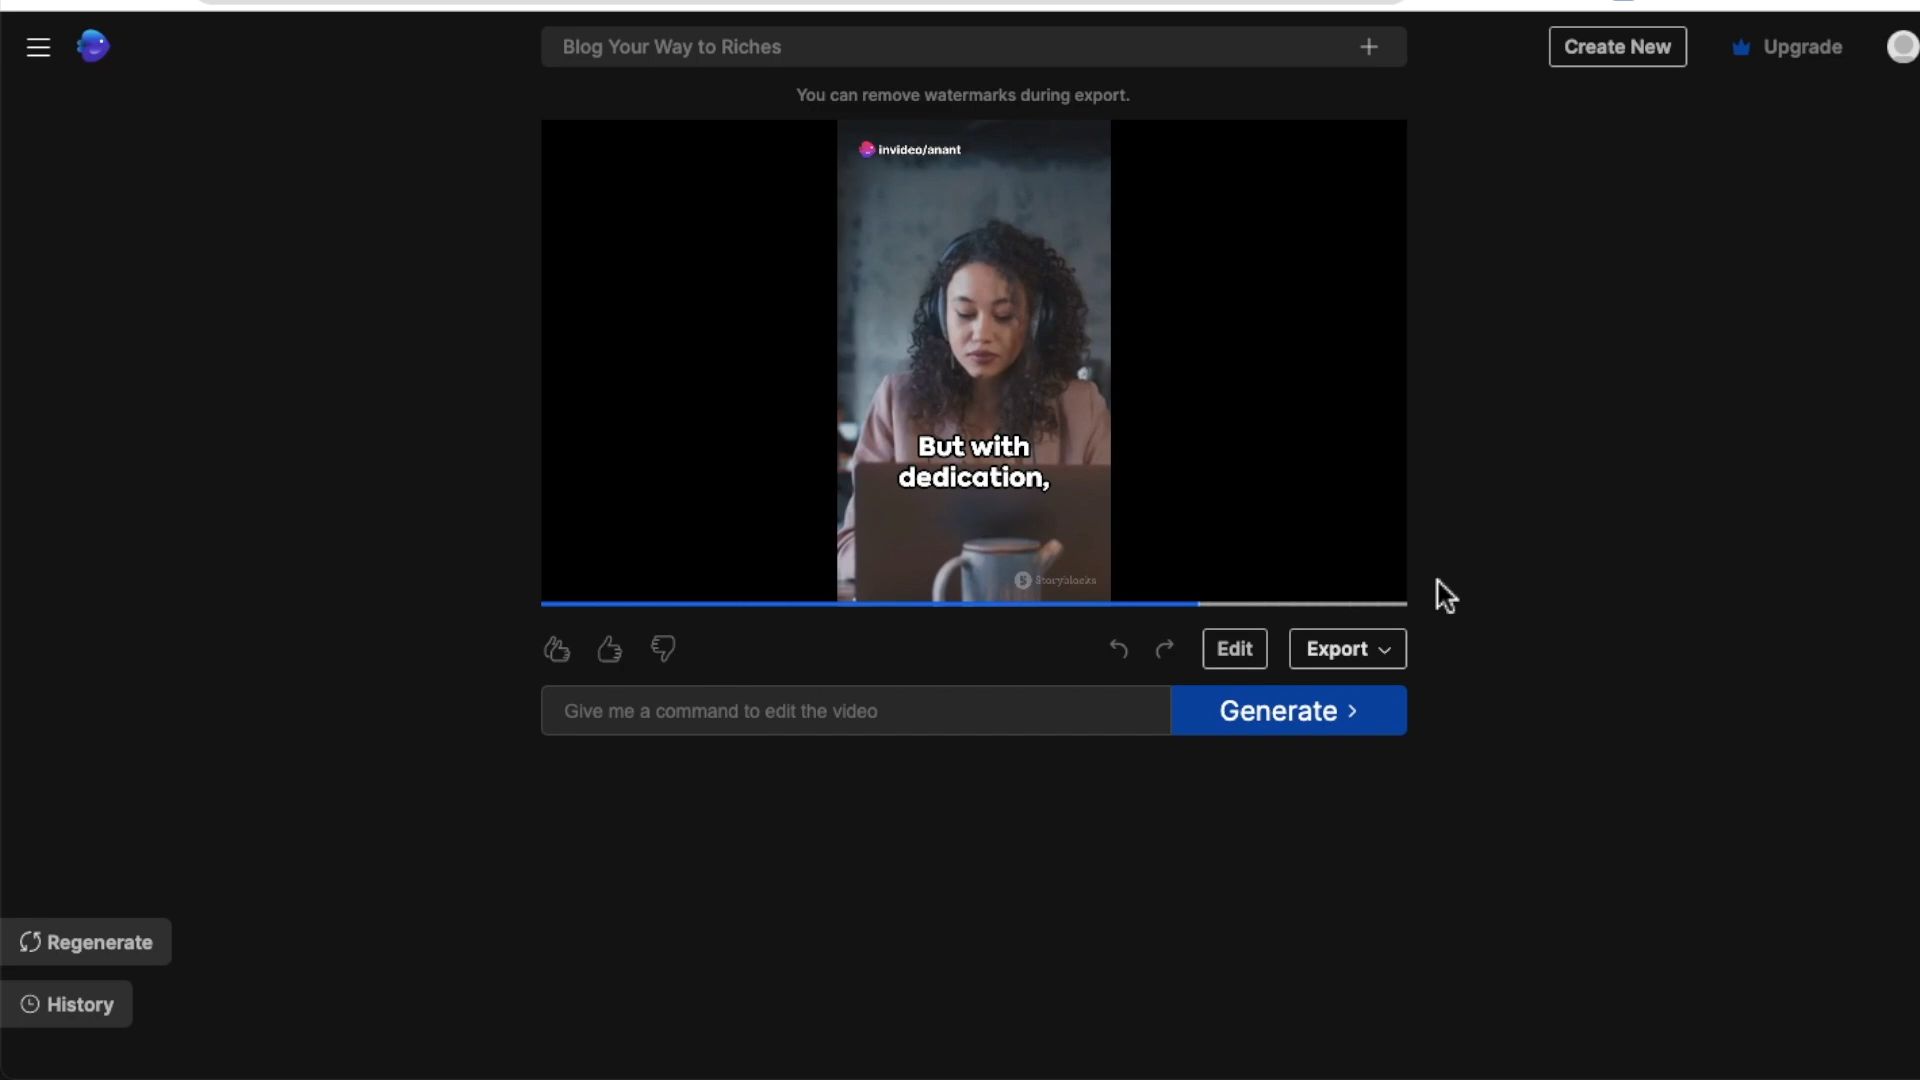 Blog Your Way to Riches
Create New
Upgrade
You can remove watermarks during export.
invideo/anant
But with
dedication,
Storyblocks
Edit
Export
Give me a command to edit the video
Generate
Regenerate
History